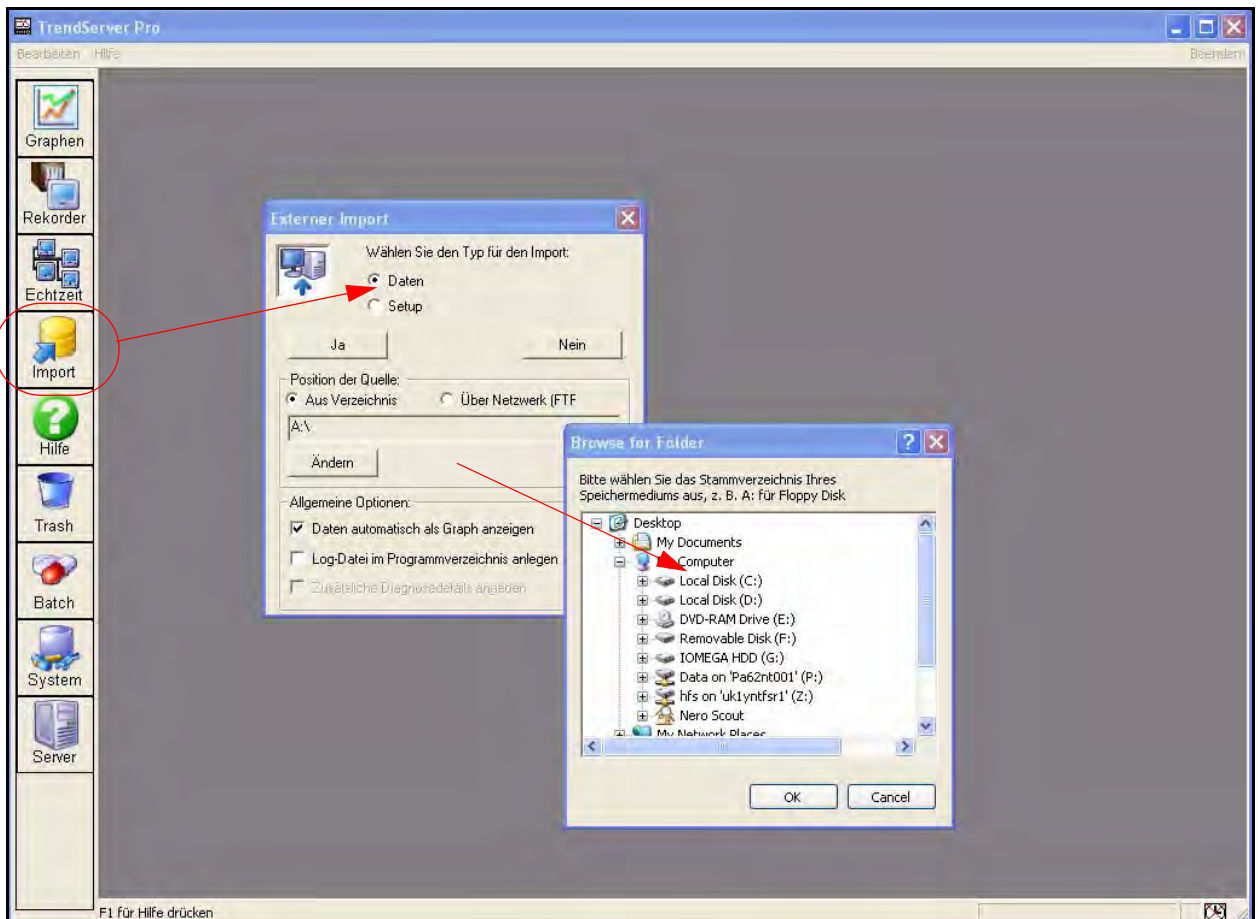 TrendServer Pro
Bearbeiten Hilfe Beenden
Graphen
Rekorder
Echtzeit
Import
Hilfe
Trash
Batch
System
Server
Externer Import
Wählen Sie den Typ für den Import:
Daten
Setup
Ja Nein
Position der Quelle:
Aus Verzeichnis Über Netzwerk (FTF
A:\
Ändern
Allgemeine Optionen:
Daten automatisch als Graph anzeigen
Log-Datei im Programmverzeichnis anlegen
Zusätzliche Diagnosedetails angeben
Browse for Folder
Bitte wählen Sie das Stammverzeichnis Ihres
Speichermediums aus, z. B. A: für Floppy Disk
Desktop
My Documents
Computer
Local Disk (C:)
Local Disk (D:)
DVD-RAM Drive (E:)
Removable Disk (F:)
IOMEGA HDD (G:)
Data on 'Pa62nt001' (P:)
hfs on 'uk1yntfsr1' (Z:)
Nero Scout
My Network Places
OK Cancel
F1 für Hilfe drücken